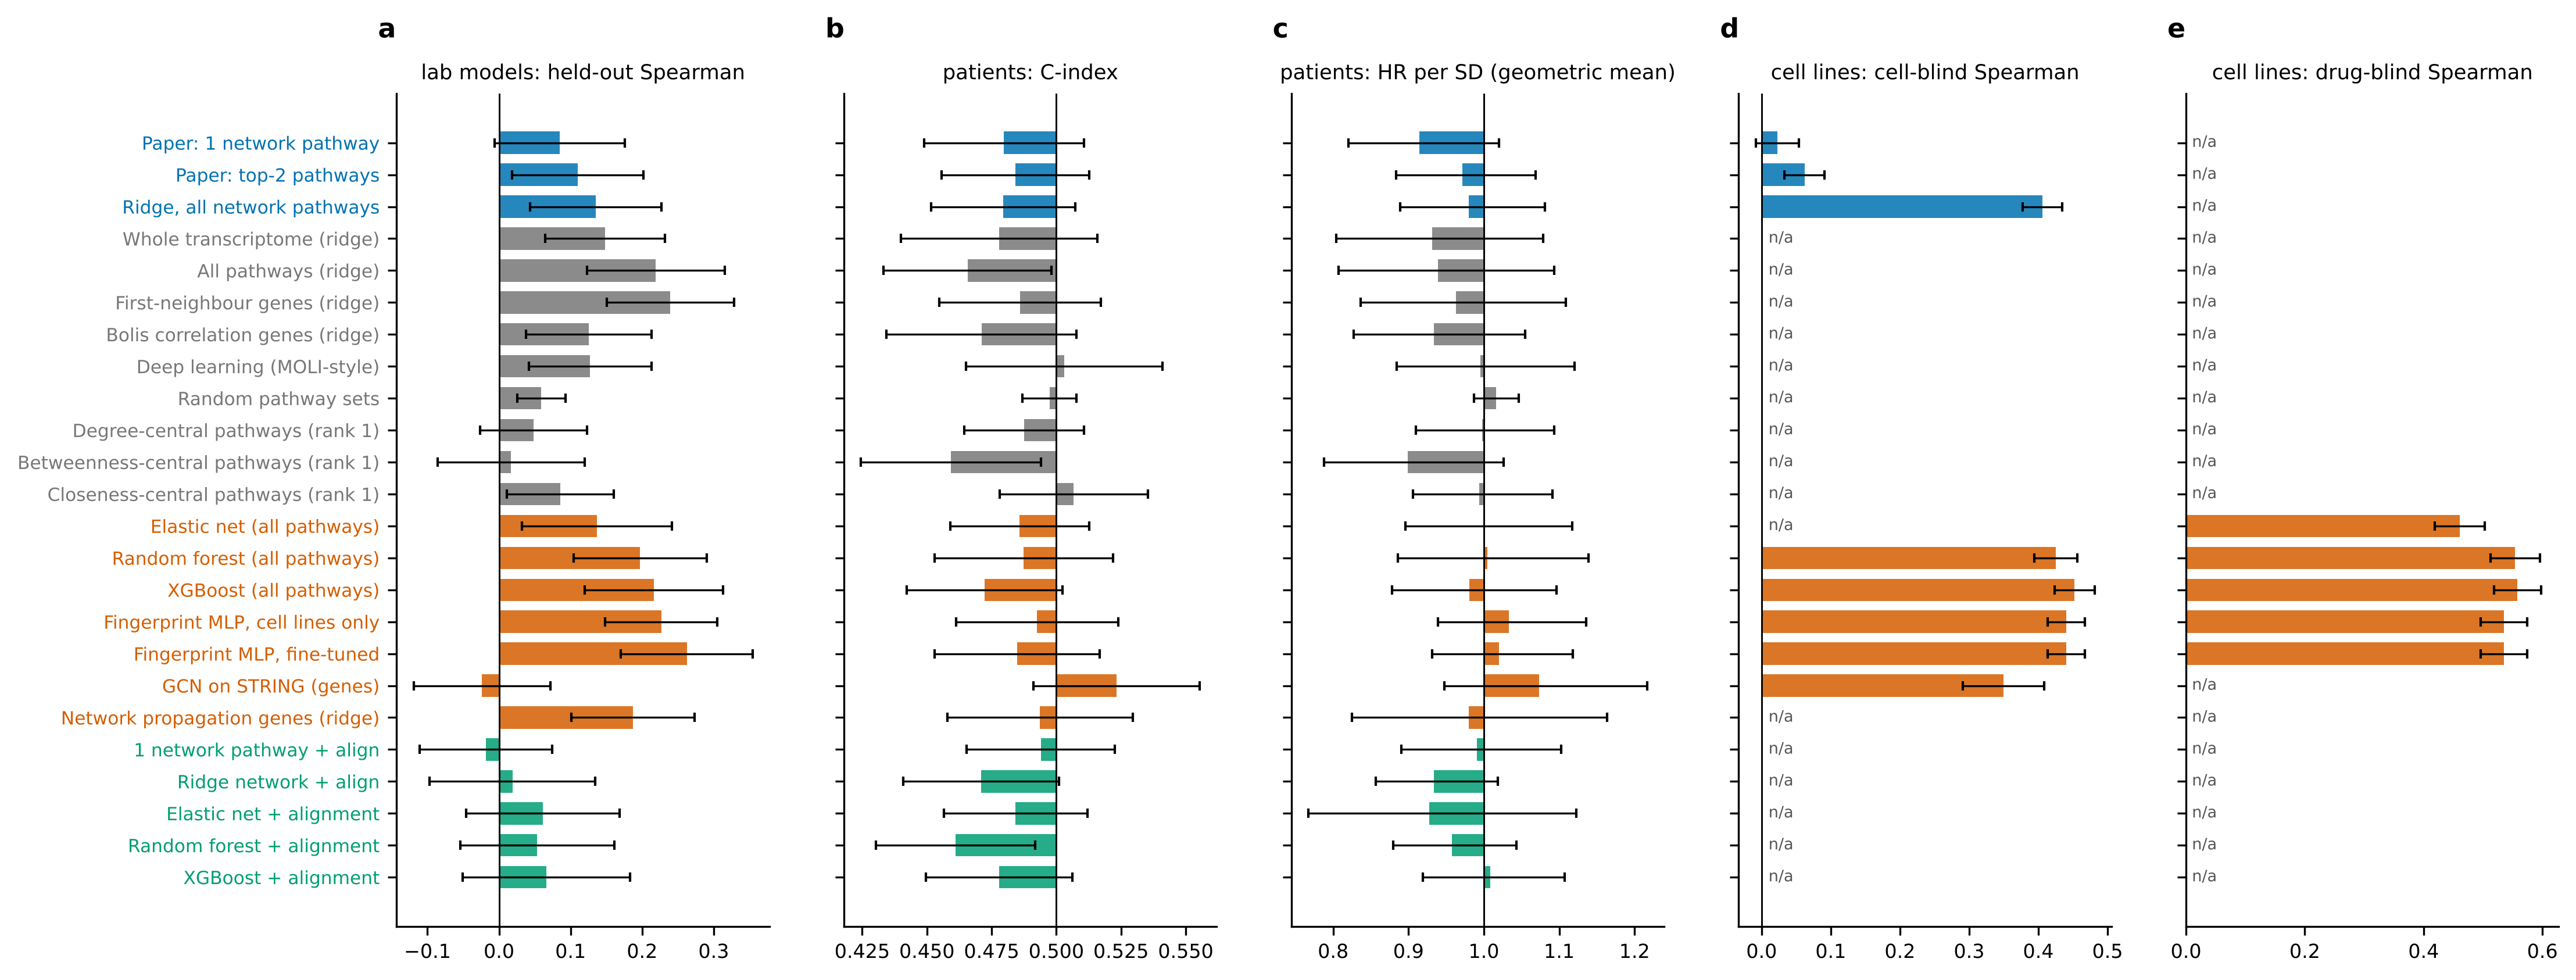 a
b
c
d
e
lab models: held-out Spearman
patients: C-index
patients: HR per SD (geometric mean)
cell lines: cell-blind Spearman
cell lines: drug-blind Spearman
Paper: 1 network pathway
n/a
Paper: top-2 pathways
n/a
Ridge, all network pathways
n/a
Whole transcriptome (ridge)
n/a
n/a
All pathways (ridge)
n/a
n/a
First-neighbour genes (ridge)
n/a
n/a
Bolis correlation genes (ridge)
n/a
n/a
Deep learning (MOLI-style)
n/a
n/a
Random pathway sets
n/a
n/a
Degree-central pathways (rank 1)
n/a
n/a
Betweenness-central pathways (rank 1)
n/a
n/a
Closeness-central pathways (rank 1)
n/a
n/a
Elastic net (all pathways)
n/a
Random forest (all pathways)
XGBoost (all pathways)
Fingerprint MLP, cell lines only
Fingerprint MLP, fine-tuned
GCN on STRING (genes)
n/a
Network propagation genes (ridge)
n/a
n/a
1 network pathway + align
n/a
n/a
Ridge network + align
n/a
n/a
Elastic net + alignment
n/a
n/a
Random forest + alignment
n/a
n/a
XGBoost + alignment
n/a
n/a
−0.1 0.0 0.1 0.2 0.3
0.425 0.450 0.475 0.500 0.525 0.550
0.8 0.9 1.0 1.1 1.2
0.0 0.1 0.2 0.3 0.4 0.5
0.0 0.2 0.4 0.6